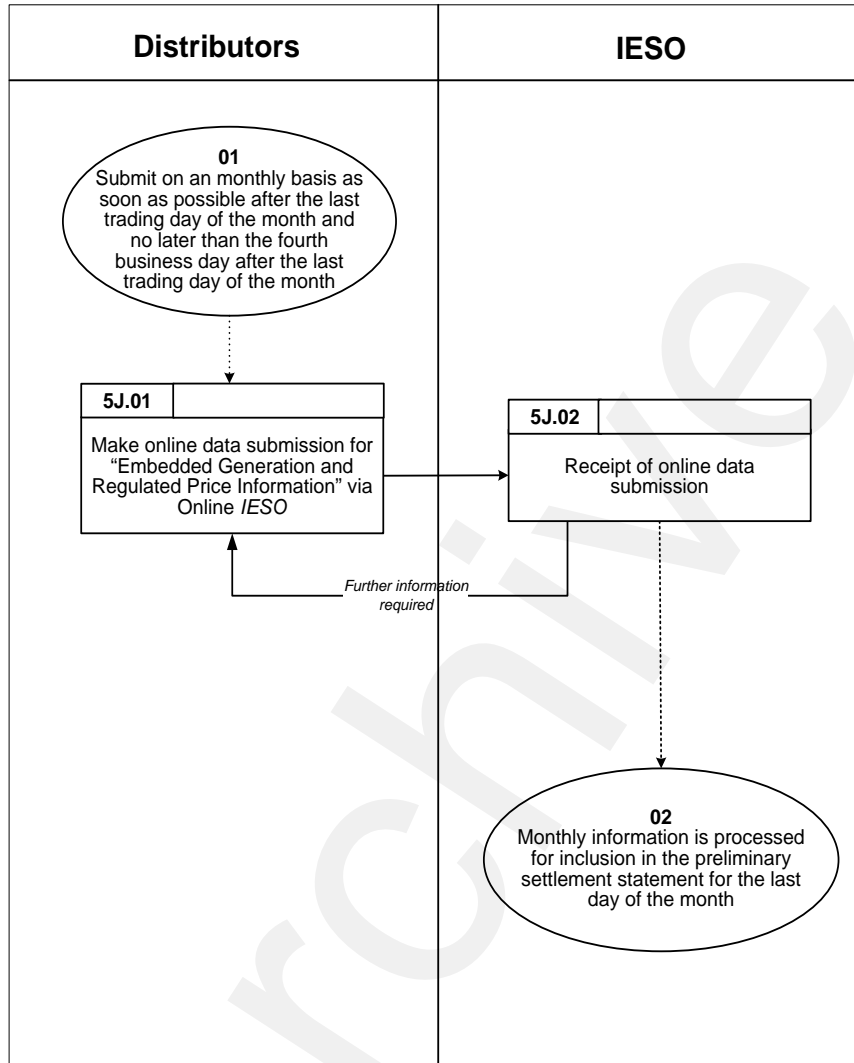 Distributors
IESO
01
Submit on an monthly basis as
soon as possible after the last
trading day of the month and
no later than the fourth
business day after the last
trading day of the month
5J.01
Make online data submission for
“Embedded Generation and
Regulated Price Information” via
Online IESO
5J.02
Receipt of online data
submission
Further information
required
02
Monthly information is processed
for inclusion in the preliminary
settlement statement for the last
day of the month
rchive